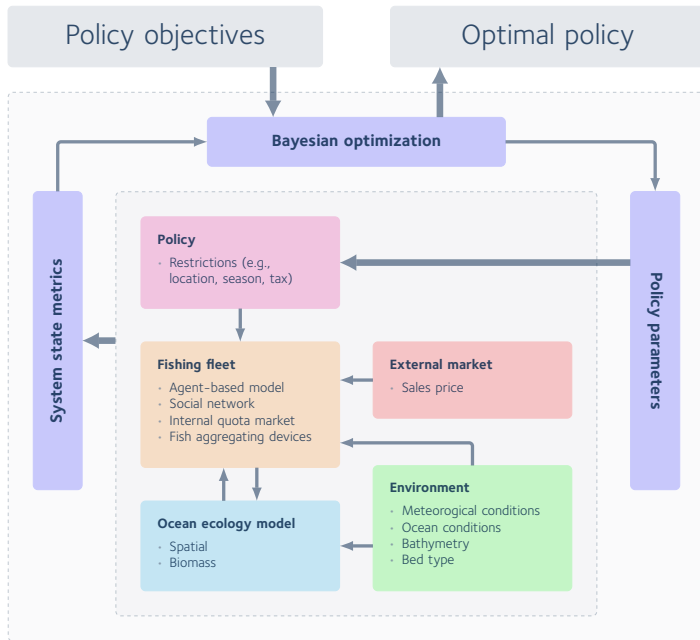 Policy objectives
Optimal policy
Bayesian optimization
System state metrics
Policy parameters
Policy
· Restrictions (e.g.,
location, season, tax)
Fishing fleet
· Agent-based model
· Social network
· Internal quota market
· Fish aggregating devices
External market
· Sales price
Ocean ecology model
· Spatial
· Biomass
Environment
· Meteorogical conditions
· Ocean conditions
· Bathymetry
· Bed type